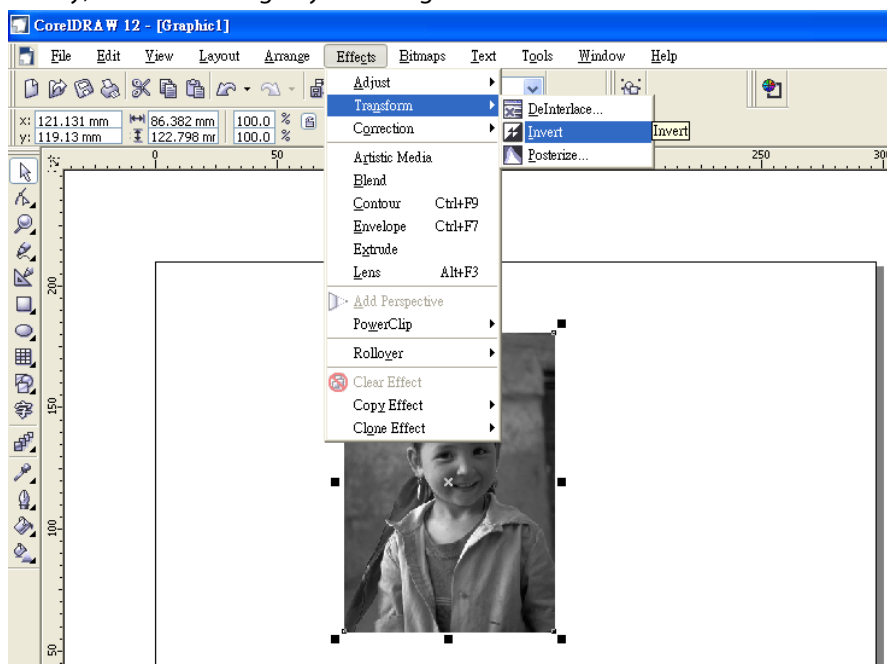 CorelDRAW 12 - [Graphic1]
File Edit View Layout Arrange Effects Bitmaps Text Tools Window Help
x: 121.131 mm 86.382 mm 100.0 %
y: 119.13 mm 122.798 mr 100.0 %
0 50 250 30
Adjust
Transform
Correction
Artistic Media
Blend
Contour Ctrl+F9
Envelope Ctrl+F7
Extrude
Lens Alt+F3
Add Perspective
PowerClip
Rollover
Clear Effect
Copy Effect
Clone Effect
DeInterlace...
Invert
Posterize...
Invert
200
150
100
50